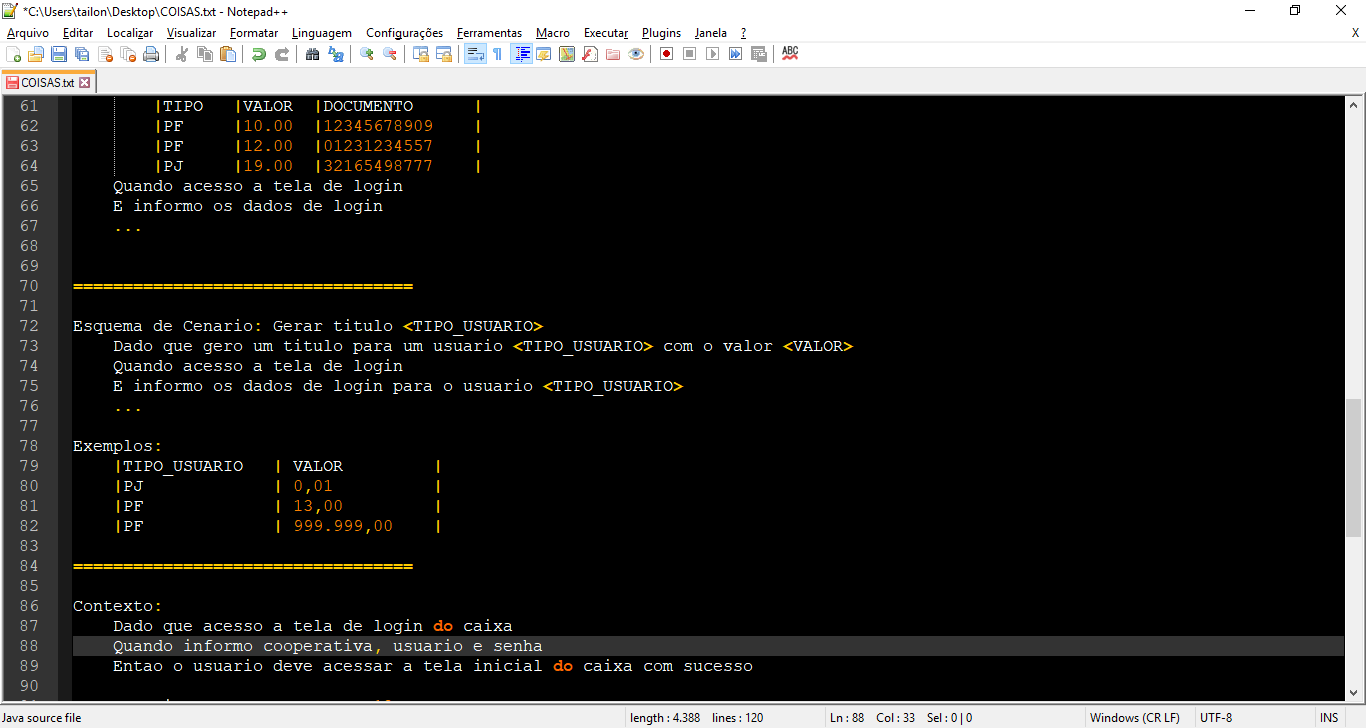 *C:\Users\tailon\Desktop\COISAS.txt - Notepad++
Arquivo Editar Localizar Visualizar Formatar Linguagem Configurações Ferramentas Macro Executar Plugins Janela ? X
ABC
COISAS.txt
61 |TIPO |VALOR |DOCUMENTO |
62 |PF |10.00 |12345678909 |
63 |PF |12.00 |01231234557 |
64 |PJ |19.00 |32165498777 |
65 Quando acesso a tela de login
66 E informo os dados de login
67 ...
68
69
70 ==================================
71
72 Esquema de Cenario: Gerar titulo <TIPO_USUARIO>
73 Dado que gero um titulo para um usuario <TIPO_USUARIO> com o valor <VALOR>
74 Quando acesso a tela de login
75 E informo os dados de login para o usuario <TIPO_USUARIO>
76 ...
77
78 Exemplos:
79 |TIPO_USUARIO | VALOR |
80 |PJ | 0,01 |
81 |PF | 13,00 |
82 |PF | 999.999,00 |
83
84 ==================================
85
86 Contexto:
87 Dado que acesso a tela de login do caixa
88 Quando informo cooperativa, usuario e senha
89 Entao o usuario deve acessar a tela inicial do caixa com sucesso
90
Java source file length : 4.388 lines : 120 Ln : 88 Col : 33 Sel : 0 | 0 Windows (CR LF) UTF-8 INS